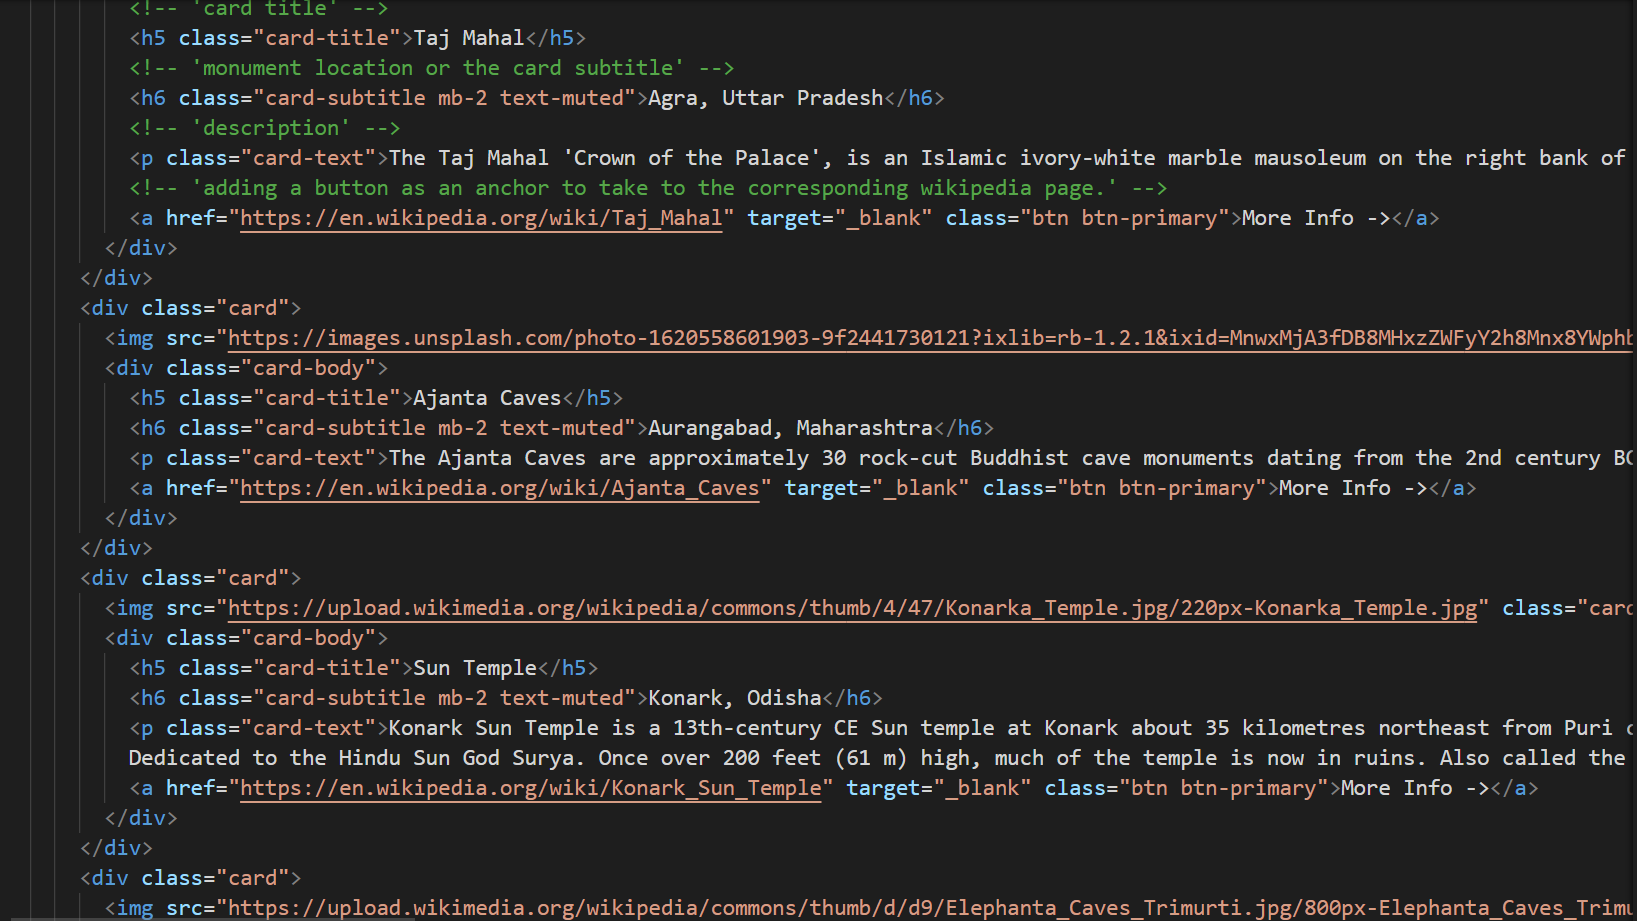 <!-- 'card title' -->
<h5 class="card-title">Taj Mahal</h5>
<!-- 'monument location or the card subtitle' -->
<h6 class="card-subtitle mb-2 text-muted">Agra, Uttar Pradesh</h6>
<!-- 'description' -->
<p class="card-text">The Taj Mahal 'Crown of the Palace', is an Islamic ivory-white marble mausoleum on the right bank of
<!-- 'adding a button as an anchor to take to the corresponding wikipedia page.' -->
<a href="https://en.wikipedia.org/wiki/Taj_Mahal" target="_blank" class="btn btn-primary">More Info -></a>
</div>
</div>
<div class="card">
<img src="https://images.unsplash.com/photo-1620558601903-9f2441730121?ixlib=rb-1.2.1&ixid=MnwxMjA3fDB8MHxzZWFyY2h8Mnx8YWphb
<div class="card-body">
<h5 class="card-title">Ajanta Caves</h5>
<h6 class="card-subtitle mb-2 text-muted">Aurangabad, Maharashtra</h6>
<p class="card-text">The Ajanta Caves are approximately 30 rock-cut Buddhist cave monuments dating from the 2nd century BC
<a href="https://en.wikipedia.org/wiki/Ajanta_Caves" target="_blank" class="btn btn-primary">More Info -></a>
</div>
</div>
<div class="card">
<img src="https://upload.wikimedia.org/wikipedia/commons/thumb/4/47/Konarka_Temple.jpg/220px-Konarka_Temple.jpg" class="card
<div class="card-body">
<h5 class="card-title">Sun Temple</h5>
<h6 class="card-subtitle mb-2 text-muted">Konark, Odisha</h6>
<p class="card-text">Konark Sun Temple is a 13th-century CE Sun temple at Konark about 35 kilometres northeast from Puri
Dedicated to the Hindu Sun God Surya. Once over 200 feet (61 m) high, much of the temple is now in ruins. Also called the
<a href="https://en.wikipedia.org/wiki/Konark_Sun_Temple" target="_blank" class="btn btn-primary">More Info -></a>
</div>
</div>
<div class="card">
<img src="https://upload.wikimedia.org/wikipedia/commons/thumb/d/d9/Elephanta_Caves_Trimurti.jpg/800px-Elephanta_Caves_Trimu